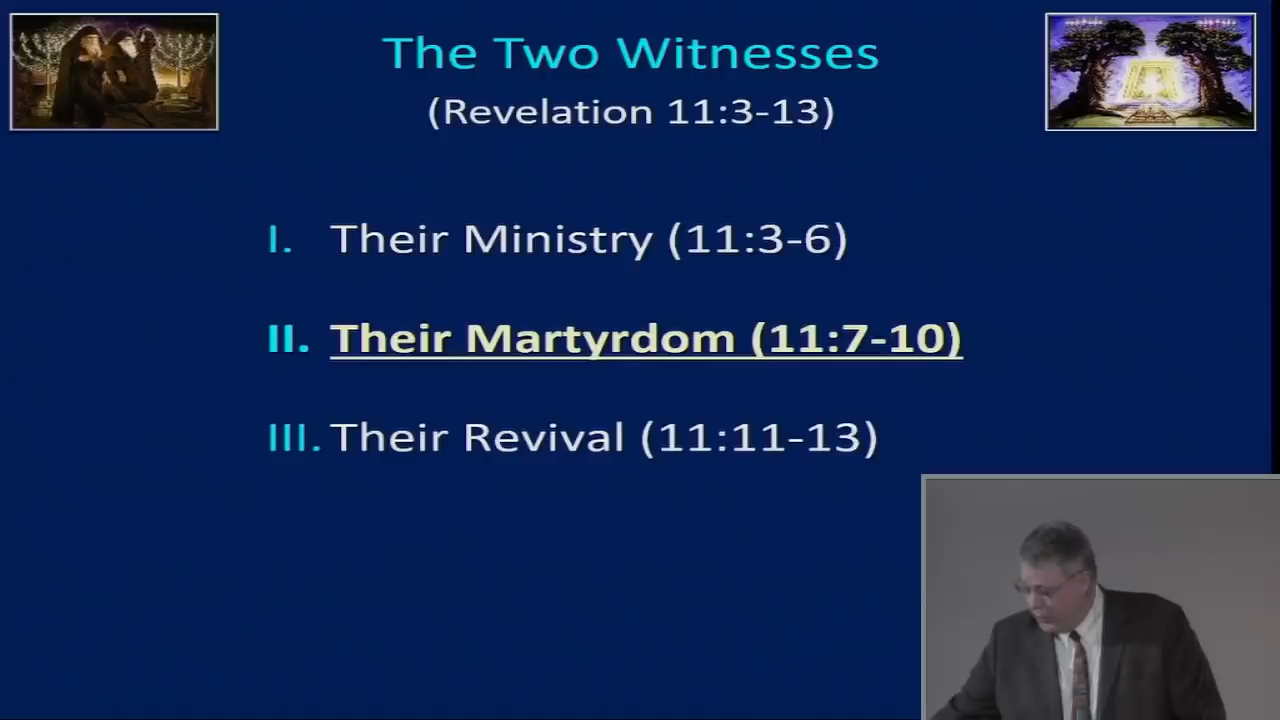 The Two Witnesses
(Revelation 11:3-13)
I. Their Ministry (11:3-6)
II. Their Martyrdom (11:7-10)
III. Their Revival (11:11-13)